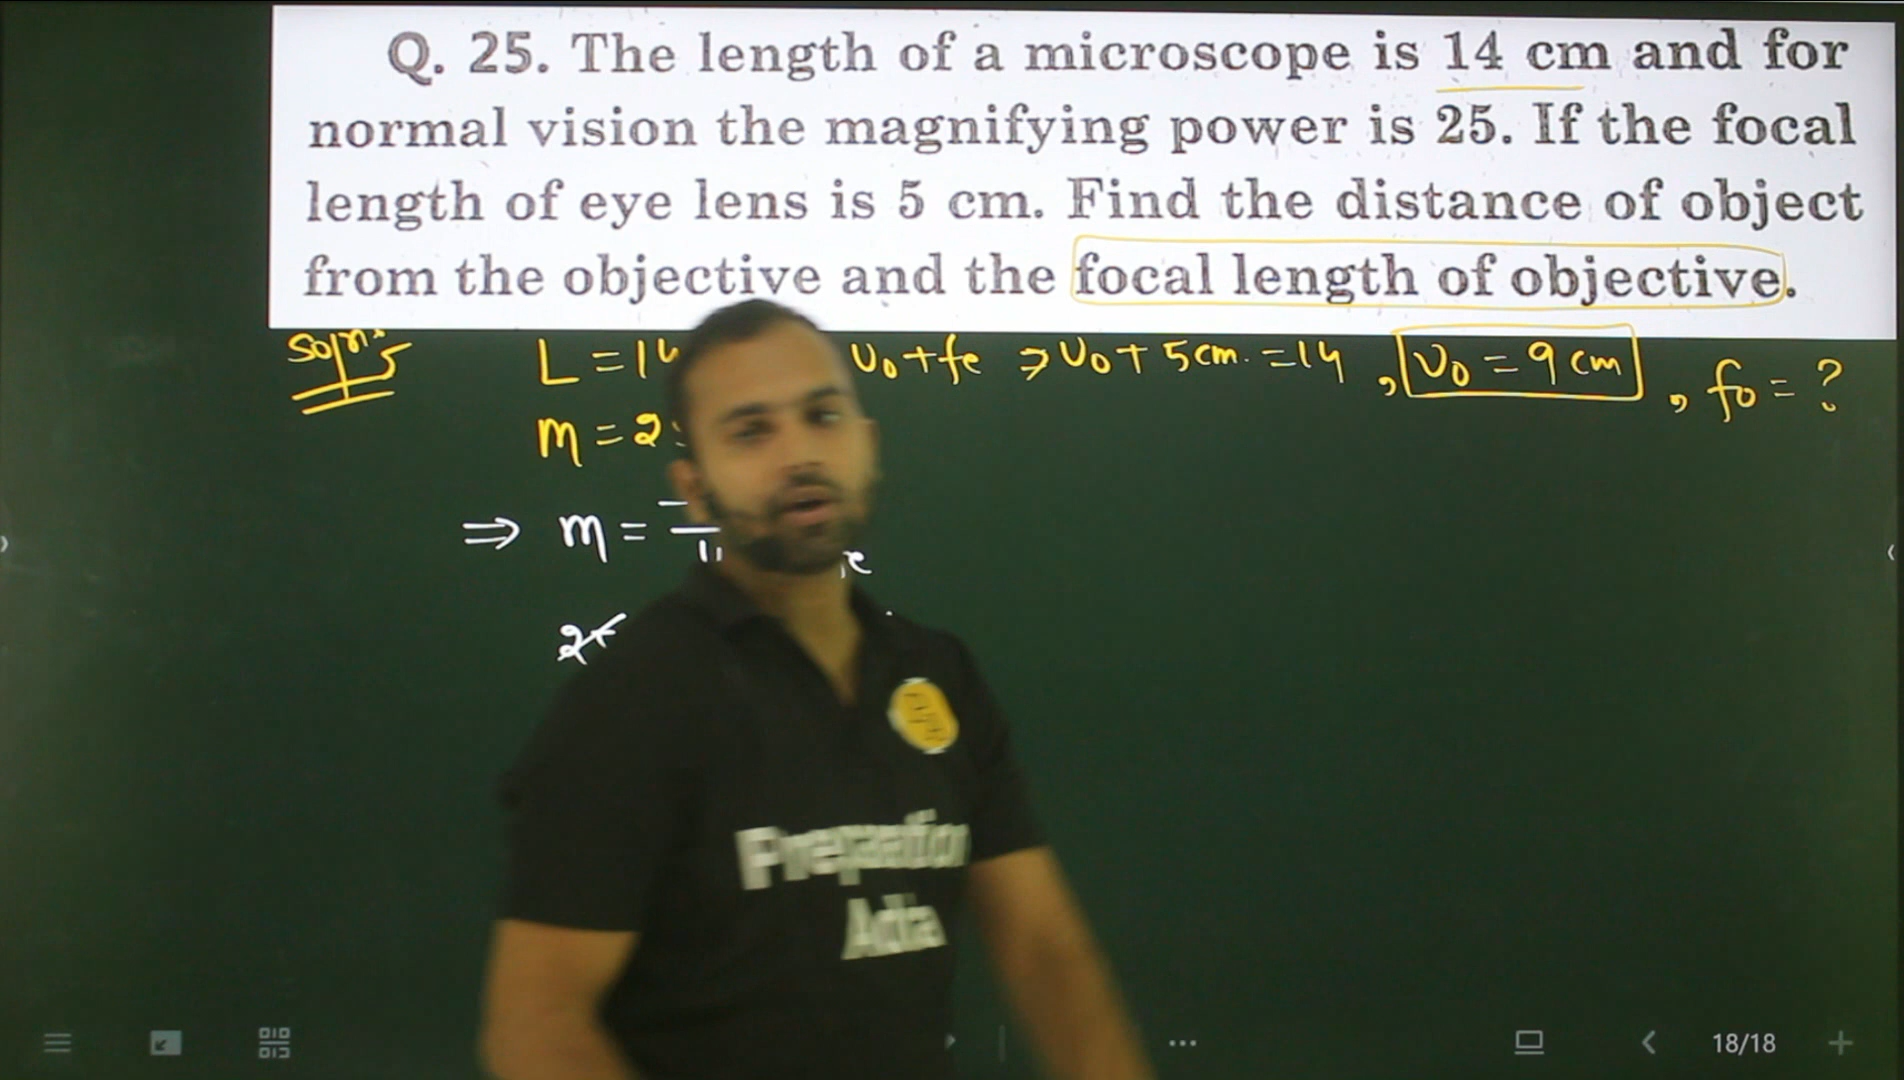 Q. 25. The length of a microscope is 14 cm and for
normal vision the magnifying power is 25. If the focal
length of eye lens is 5 cm. Find the distance of object
from the objective and the focal length of objective.
Soln:
L = 14 v₀ + fe ⇒ v₀ + 5cm. = 14 , v₀ = 9 cm , f₀ = ?
m = 2
⇒ m =
Preparation
Adda
18/18